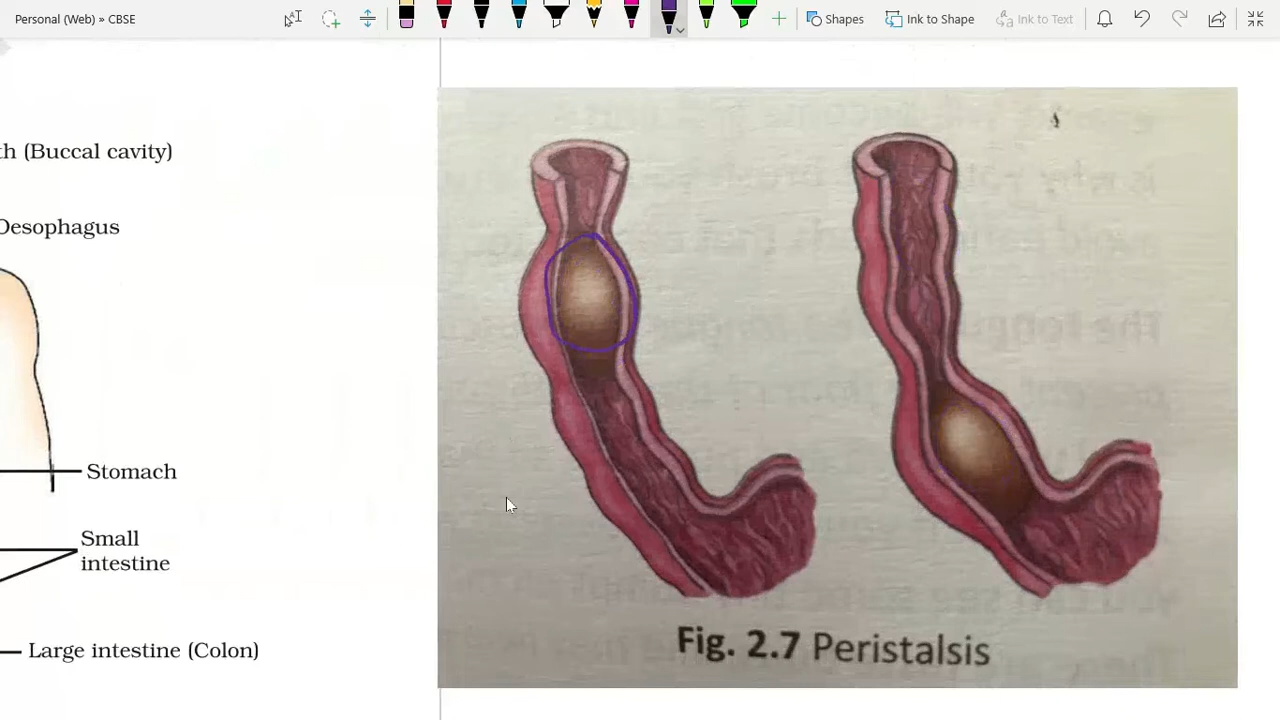 Personal (Web) » CBSE
Shapes
Ink to Shape
Ink to Text
th (Buccal cavity)
Oesophagus
Stomach
Small
intestine
Large intestine (Colon)
Fig. 2.7 Peristalsis